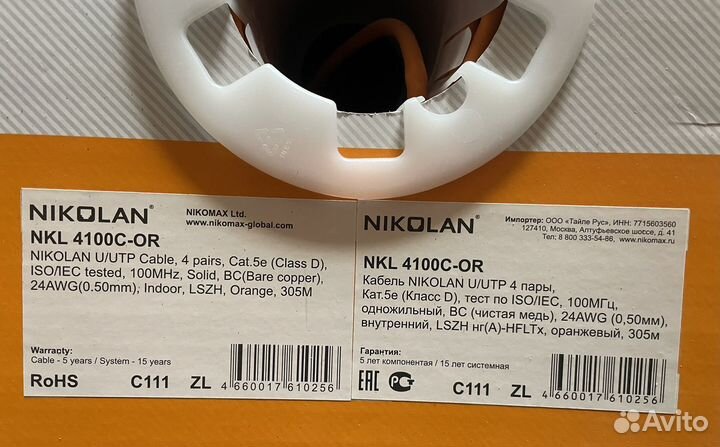 NIKOLAN®
NIKOMAX Ltd.
www.nikomax-global.com
NKL 4100C-OR
NIKOLAN U/UTP Cable, 4 pairs, Cat.5e (Class D),
ISO/IEC tested, 100MHz, Solid, BC(Bare copper),
24AWG(0.50mm), Indoor, LSZH, Orange, 305M
Warranty:
Cable - 5 years / System - 15 years
RoHS C111 ZL 4 660017 610256
NIKOLAN®
Импортер: ООО «Тайле Рус», ИНН: 7715603560
127410, Москва, Алтуфьевское шоссе, д. 41
Тел: 8 800 333-54-86, www.nikomax.ru
NKL 4100C-OR
Кабель NIKOLAN U/UTP 4 пары,
Кат.5е (Класс D), тест по ISO/IEC, 100МГц,
одножильный, BC (чистая медь), 24AWG (0,50мм),
внутренний, LSZH нг(А)-HFLTx, оранжевый, 305м
Гарантия:
5 лет компонентая / 15 лет системная
EAC C111 ZL 4 660017 610256
Avito